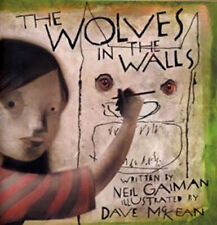 THE WOLVES
IN THE
WALLS
WRITTEN BY
NEIL GAIMAN
ILLUSTRATED BY
DAVE McKEAN